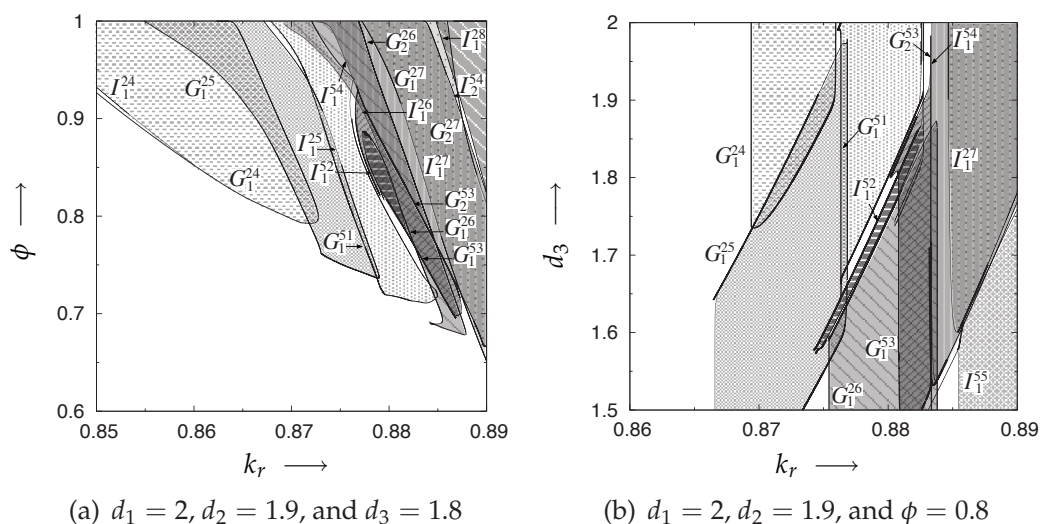 1
0.9
0.8
0.7
0.6
ϕ ⟶
0.85
0.86
0.87
0.88
0.89
k_r ⟶
I_1^{24}
G_1^{25}
G_1^{24}
I_1^{54}
I_1^{25}
I_1^{52}
G_1^{51}
G_2^{26}
G_1^{27}
I_1^{26}
G_2^{27}
I_1^{27}
I_1^{28}
I_2^{54}
G_2^{53}
G_1^{26}
G_1^{53}
(a) d_1 = 2, d_2 = 1.9, and d_3 = 1.8
2
1.9
1.8
1.7
1.6
1.5
d_3 ⟶
0.86
0.87
0.88
0.89
k_r ⟶
G_2^{53}
I_1^{54}
G_1^{51}
G_1^{24}
I_1^{27}
I_1^{52}
G_1^{25}
G_1^{53}
G_1^{26}
I_1^{55}
(b) d_1 = 2, d_2 = 1.9, and ϕ = 0.8